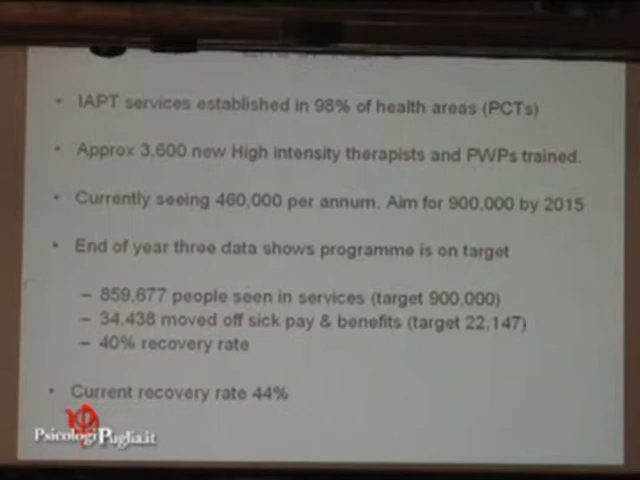 • IAPT services established in 98% of health areas (PCTs)
• Approx 3,600 new High intensity therapists and PWPs trained.
• Currently seeing 460,000 per annum. Aim for 900,000 by 2015
• End of year three data shows programme is on target
– 859,677 people seen in services (target 900,000)
– 34,438 moved off sick pay & benefits (target 22,147)
– 40% recovery rate
• Current recovery rate 44%
PsicologiPuglia.it